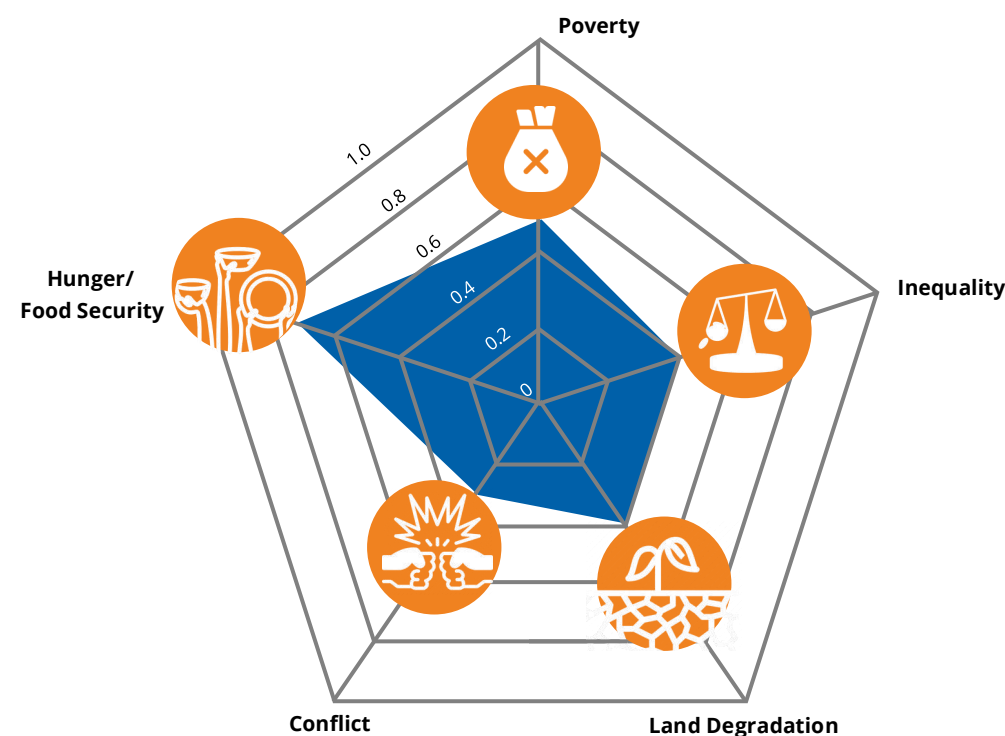 Poverty
1.0
0.8
0.6
0.4
0.2
0
Hunger/
Food Security
Inequality
Conflict
Land Degradation